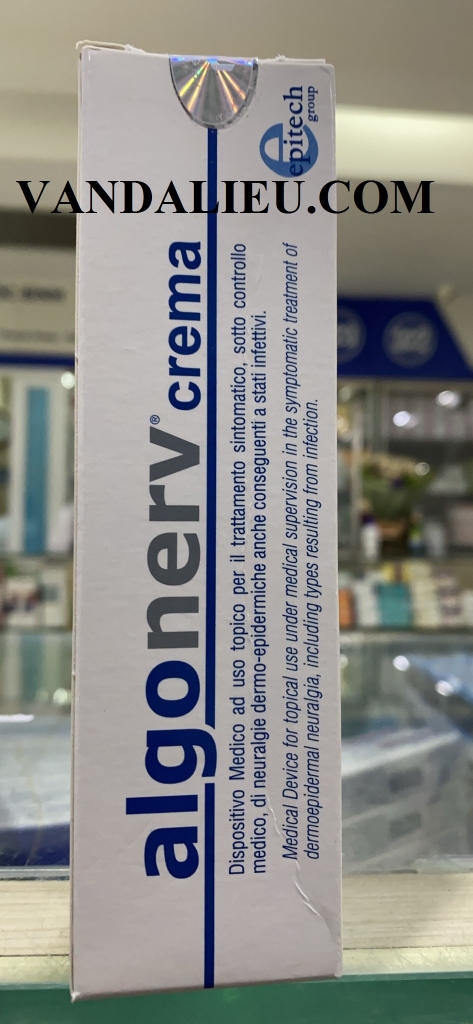 VANDALIEU.COM
epitech
group
algonerv® crema
Dispositivo Medico ad uso topico per il trattamento sintomatico, sotto controllo
medico, di neuralgie dermo-epidermiche anche conseguenti a stati infettivi.
Medical Device for topical use under medical supervision in the symptomatic treatment of
dermoepidermal neuralgia, including types resulting from infection.